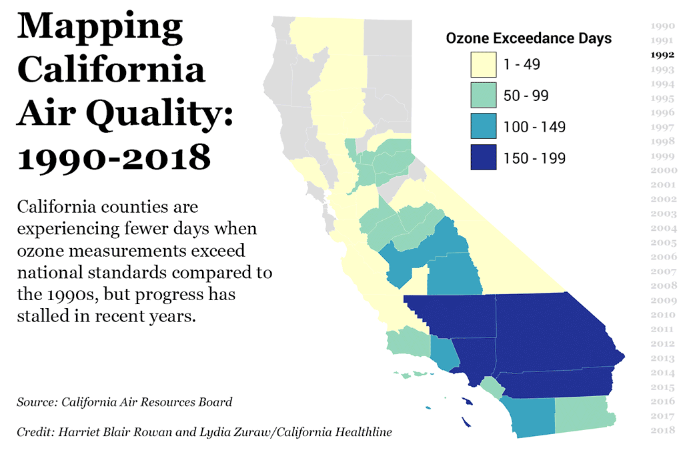 Mapping
California
Air Quality:
1990-2018
California counties are
experiencing fewer days when
ozone measurements exceed
national standards compared to
the 1990s, but progress has
stalled in recent years.
Source: California Air Resources Board
Credit: Harriet Blair Rowan and Lydia Zuraw/California Healthline
Ozone Exceedance Days
1 - 49
50 - 99
100 - 149
150 - 199
1990
1991
1992
1993
1994
1995
1996
1997
1998
1999
2000
2001
2002
2003
2004
2005
2006
2007
2008
2009
2010
2011
2012
2013
2014
2015
2016
2017
2018